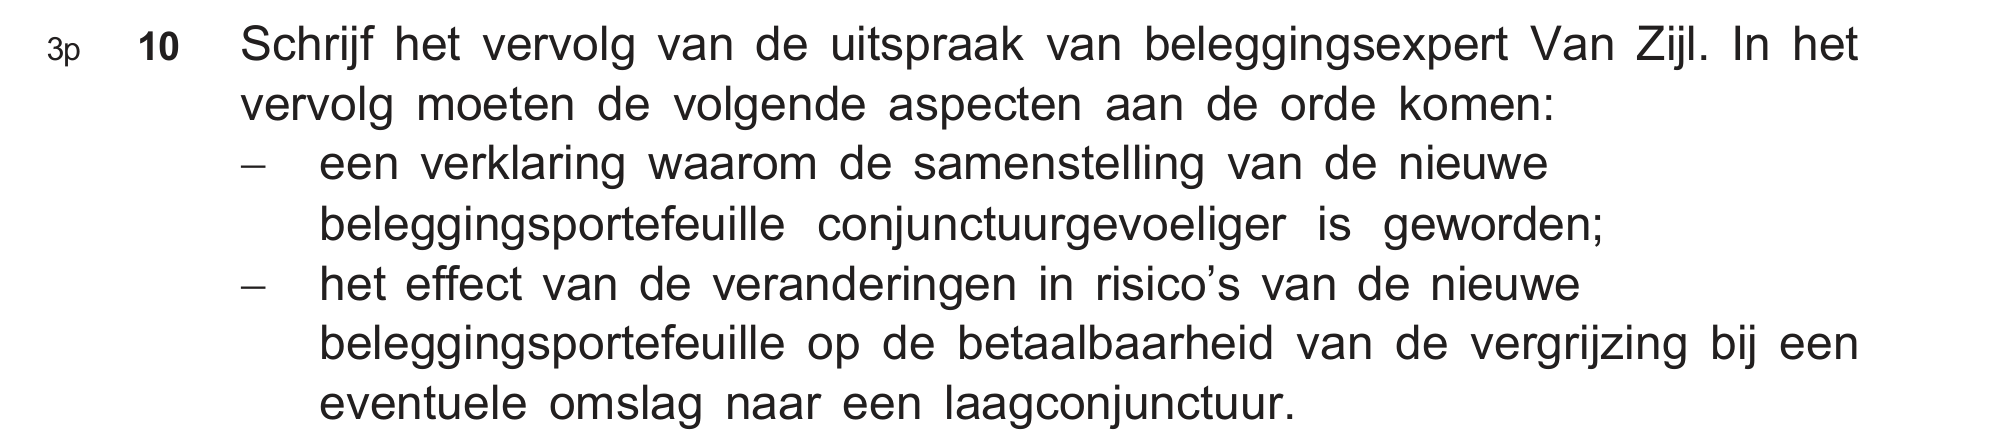 3p 10 Schrijf het vervolg van de uitspraak van beleggingsexpert Van Zijl. In het
vervolg moeten de volgende aspecten aan de orde komen:
– een verklaring waarom de samenstelling van de nieuwe
beleggingsportefeuille conjunctuurgevoeliger is geworden;
– het effect van de veranderingen in risico’s van de nieuwe
beleggingsportefeuille op de betaalbaarheid van de vergrijzing bij een
eventuele omslag naar een laagconjunctuur.